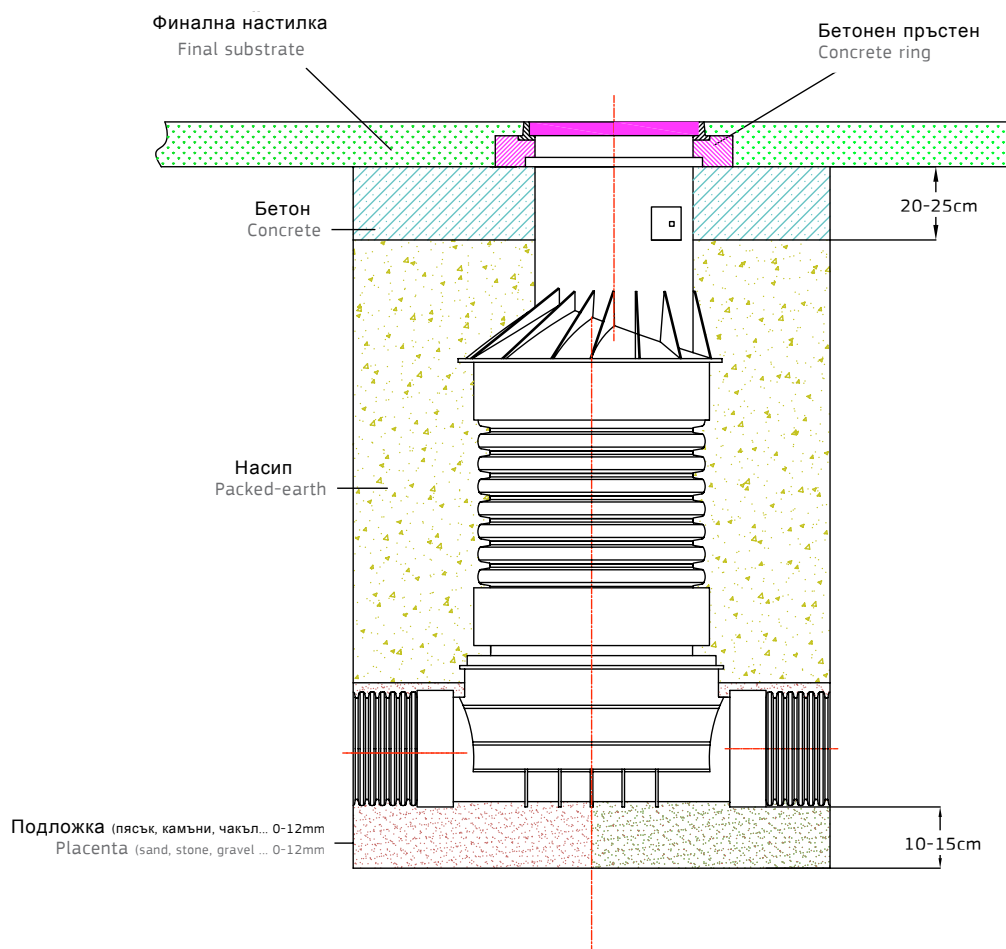 Финална настилка
Final substrate
Бетонен пръстен
Concrete ring
20-25cm
Бетон
Concrete
Насип
Packed-earth
Подложка (пясък, камъни, чакъл... 0-12mm
Placenta (sand, stone, gravel ... 0-12mm
10-15cm